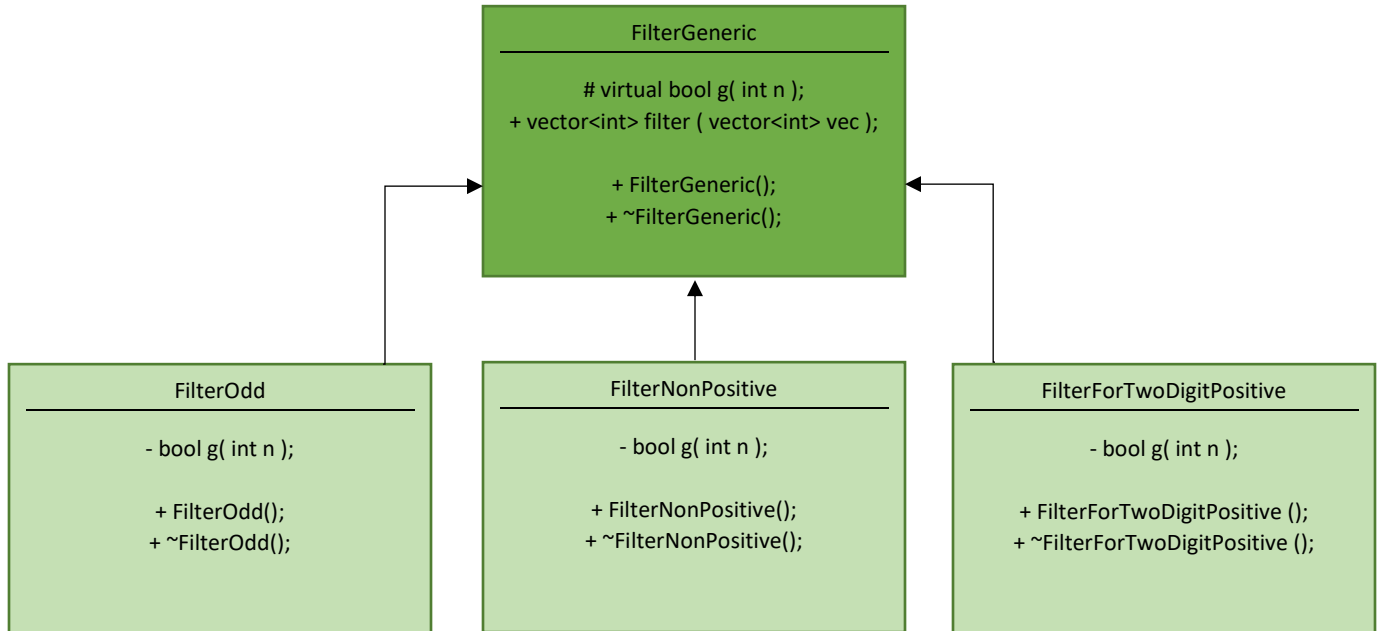 FilterGeneric
# virtual bool g( int n );
+ vector<int> filter ( vector<int> vec );
+ FilterGeneric();
+ ~FilterGeneric();
FilterOdd
- bool g( int n );
+ FilterOdd();
+ ~FilterOdd();
FilterNonPositive
- bool g( int n );
+ FilterNonPositive();
+ ~FilterNonPositive();
FilterForTwoDigitPositive
- bool g( int n );
+ FilterForTwoDigitPositive ();
+ ~FilterForTwoDigitPositive ();